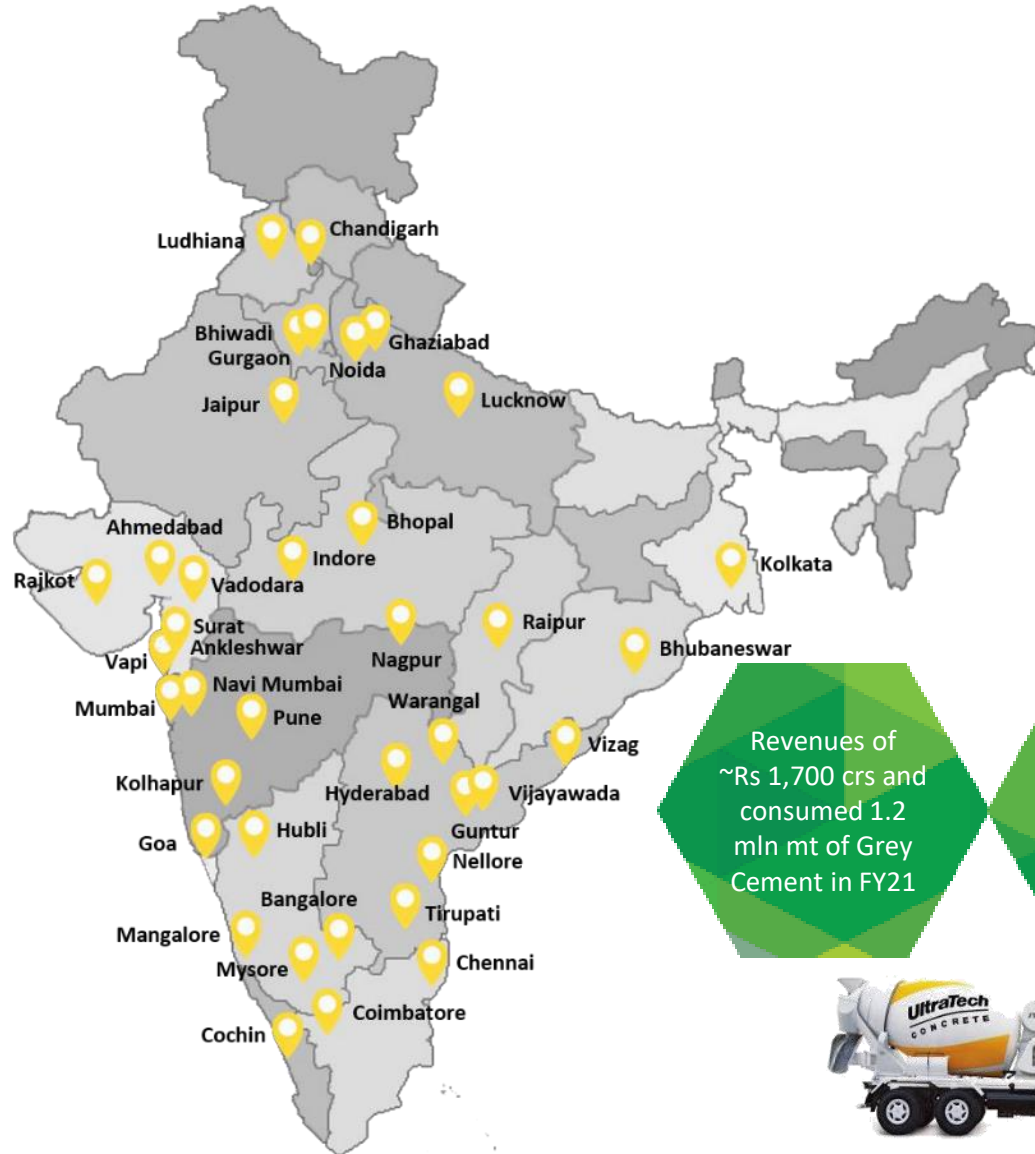 Ludhiana
Chandigarh
Bhiwadi
Gurgaon
Noida
Ghaziabad
Jaipur
Lucknow
Ahmedabad
Bhopal
Indore
Rajkot
Vadodara
Kolkata
Surat
Ankleshwar
Vapi
Nagpur
Raipur
Bhubaneswar
Navi Mumbai
Mumbai
Pune
Warangal
Vizag
Kolhapur
Hyderabad
Vijayawada
Guntur
Goa
Hubli
Nellore
Bangalore
Tirupati
Mangalore
Mysore
Chennai
Coimbatore
Cochin
Revenues of
~Rs 1,700 crs and
consumed 1.2
mln mt of Grey
Cement in FY21
UltraTech
CONCRETE